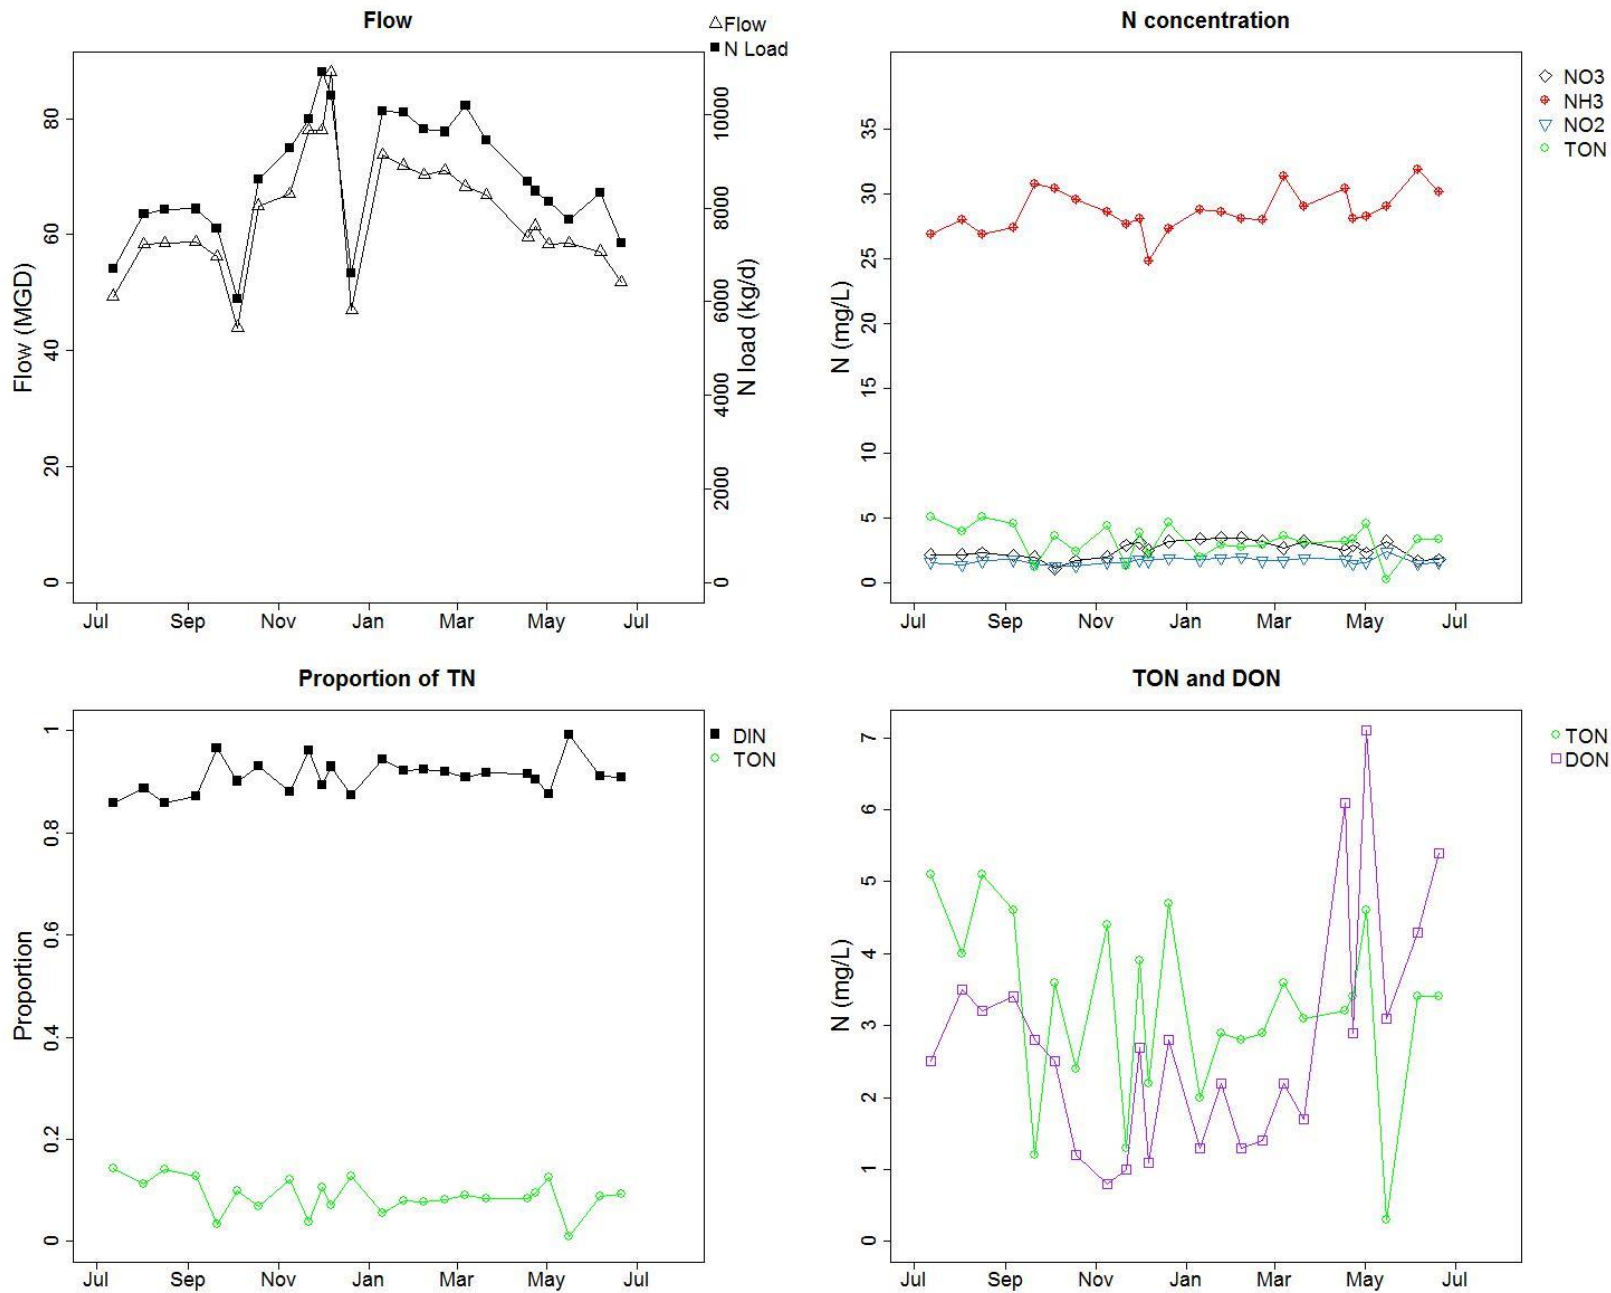 Flow
Flow
N Load
Flow (MGD)
80
60
40
20
0
N load (kg/d)
10000
8000
6000
4000
2000
0
Jul Sep Nov Jan Mar May Jul
N concentration
NO3
NH3
NO2
TON
N (mg/L)
35
30
25
20
15
10
5
0
Jul Sep Nov Jan Mar May Jul
Proportion of TN
DIN
TON
Proportion
1
0.8
0.6
0.4
0.2
0
Jul Sep Nov Jan Mar May Jul
TON and DON
TON
DON
N (mg/L)
7
6
5
4
3
2
1
0
Jul Sep Nov Jan Mar May Jul